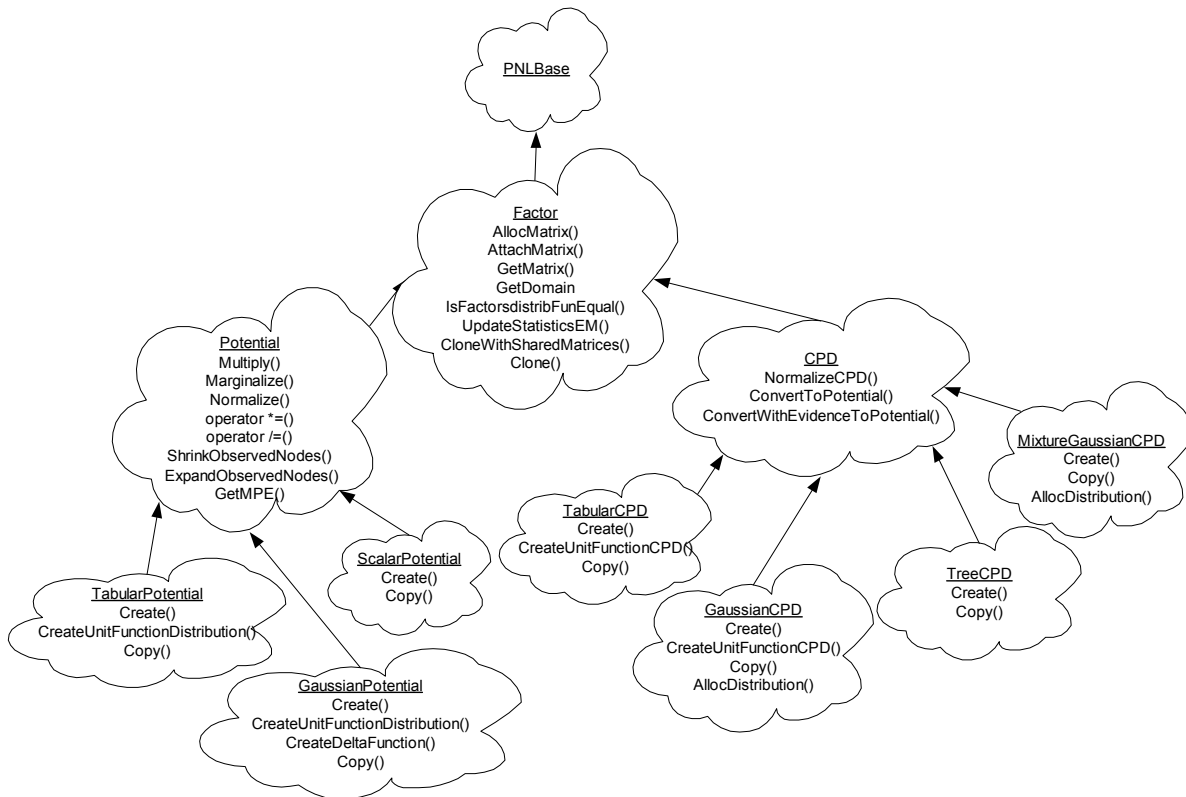 PNLBase
Factor
AllocMatrix()
AttachMatrix()
GetMatrix()
GetDomain
IsFactorsdistribFunEqual()
UpdateStatisticsEM()
CloneWithSharedMatrices()
Clone()
Potential
Multiply()
Marginalize()
Normalize()
operator *=()
operator /=()
ShrinkObservedNodes()
ExpandObservedNodes()
GetMPE()
CPD
NormalizeCPD()
ConvertToPotential()
ConvertWithEvidenceToPotential()
MixtureGaussianCPD
Create()
Copy()
AllocDistribution()
TabularCPD
Create()
CreateUnitFunctionCPD()
Copy()
ScalarPotential
Create()
Copy()
TreeCPD
Create()
Copy()
TabularPotential
Create()
CreateUnitFunctionDistribution()
Copy()
GaussianCPD
Create()
CreateUnitFunctionCPD()
Copy()
AllocDistribution()
GaussianPotential
Create()
CreateUnitFunctionDistribution()
CreateDeltaFunction()
Copy()